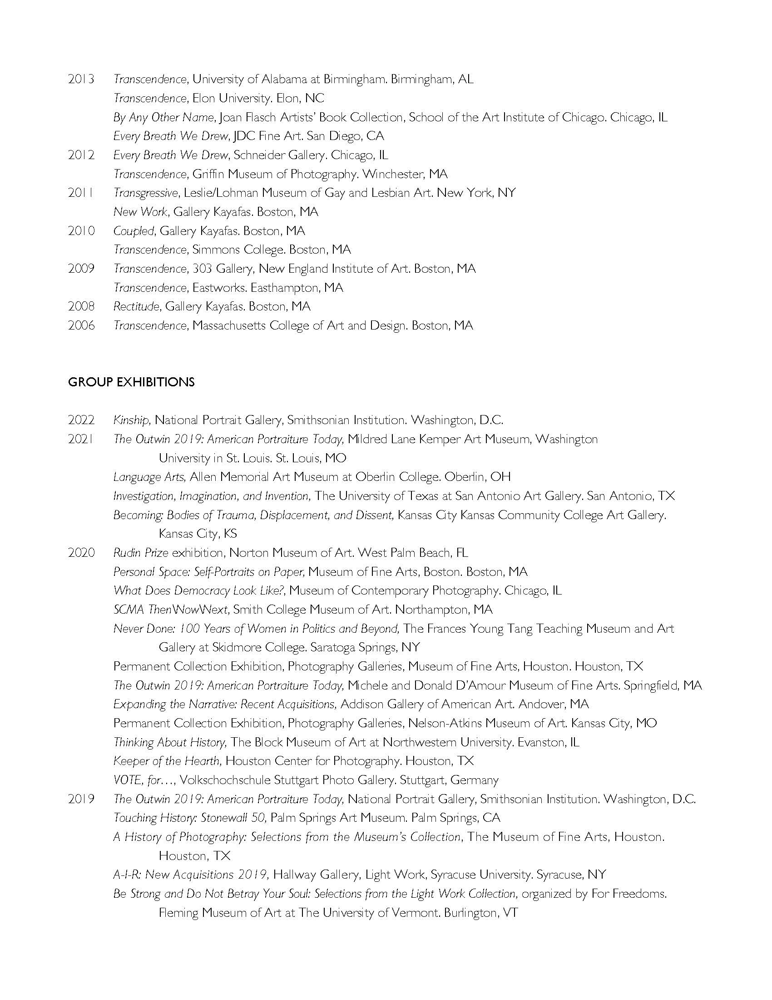 2013 Transcendence, University of Alabama at Birmingham. Birmingham, AL
Transcendence, Elon University. Elon, NC
By Any Other Name, Joan Flasch Artists’ Book Collection, School of the Art Institute of Chicago. Chicago, IL
Every Breath We Drew, JDC Fine Art. San Diego, CA
2012 Every Breath We Drew, Schneider Gallery. Chicago, IL
Transcendence, Griffin Museum of Photography. Winchester, MA
2011 Transgressive, Leslie/Lohman Museum of Gay and Lesbian Art. New York, NY
New Work, Gallery Kayafas. Boston, MA
2010 Coupled, Gallery Kayafas. Boston, MA
Transcendence, Simmons College. Boston, MA
2009 Transcendence, 303 Gallery, New England Institute of Art. Boston, MA
Transcendence, Eastworks. Easthampton, MA
2008 Rectitude, Gallery Kayafas. Boston, MA
2006 Transcendence, Massachusetts College of Art and Design. Boston, MA
GROUP EXHIBITIONS
2022 Kinship, National Portrait Gallery, Smithsonian Institution. Washington, D.C.
2021 The Outwin 2019: American Portraiture Today, Mildred Lane Kemper Art Museum, Washington
University in St. Louis. St. Louis, MO
Language Arts, Allen Memorial Art Museum at Oberlin College. Oberlin, OH
Investigation, Imagination, and Invention, The University of Texas at San Antonio Art Gallery. San Antonio, TX
Becoming: Bodies of Trauma, Displacement, and Dissent, Kansas City Kansas Community College Art Gallery.
Kansas City, KS
2020 Rudin Prize exhibition, Norton Museum of Art. West Palm Beach, FL
Personal Space: Self-Portraits on Paper, Museum of Fine Arts, Boston. Boston, MA
What Does Democracy Look Like?, Museum of Contemporary Photography. Chicago, IL
SCMA Then\Now\Next, Smith College Museum of Art. Northampton, MA
Never Done: 100 Years of Women in Politics and Beyond, The Frances Young Tang Teaching Museum and Art
Gallery at Skidmore College. Saratoga Springs, NY
Permanent Collection Exhibition, Photography Galleries, Museum of Fine Arts, Houston. Houston, TX
The Outwin 2019: American Portraiture Today, Michele and Donald D’Amour Museum of Fine Arts. Springfield, MA
Expanding the Narrative: Recent Acquisitions, Addison Gallery of American Art. Andover, MA
Permanent Collection Exhibition, Photography Galleries, Nelson-Atkins Museum of Art. Kansas City, MO
Thinking About History, The Block Museum of Art at Northwestern University. Evanston, IL
Keeper of the Hearth, Houston Center for Photography. Houston, TX
VOTE, for…, Volkschochschule Stuttgart Photo Gallery. Stuttgart, Germany
2019 The Outwin 2019: American Portraiture Today, National Portrait Gallery, Smithsonian Institution. Washington, D.C.
Touching History: Stonewall 50, Palm Springs Art Museum. Palm Springs, CA
A History of Photography: Selections from the Museum’s Collection, The Museum of Fine Arts, Houston.
Houston, TX
A-I-R: New Acquisitions 2019, Hallway Gallery, Light Work, Syracuse University. Syracuse, NY
Be Strong and Do Not Betray Your Soul: Selections from the Light Work Collection, organized by For Freedoms.
Fleming Museum of Art at The University of Vermont. Burlington, VT